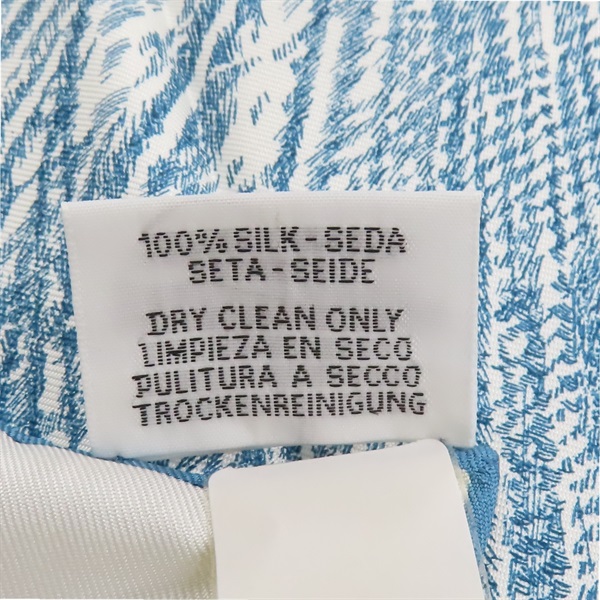 100% SILK-SEDA
SETA-SEIDE
DRY CLEAN ONLY
LIMPIEZA EN SECO
PULITURA A SECCO
TROCKENREINIGUNG